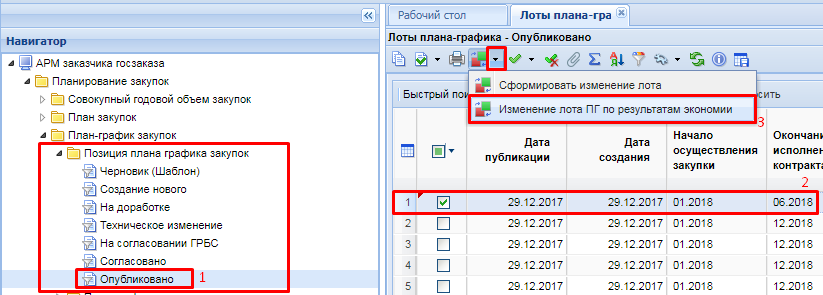 Навигатор
АРМ заказчика госзаказа
Планирование закупок
Совокупный годовой объем закупок
План закупок
План-график закупок
Позиция плана графика закупок
Черновик (Шаблон)
Создание нового
На доработке
Техническое изменение
На согласовании ГРБС
Согласовано
Опубликовано 1
Рабочий стол
Лоты плана-гра
Лоты плана-графика - Опубликовано
Сформировать изменение лота
Изменение лота ПГ по результатам экономии
3
Быстрый пои
Дата публикации
Дата создания
Начало осуществления закупки
Окончани исполнен контракта
2
1 29.12.2017 29.12.2017 01.2018 06.2018
2 29.12.2017 29.12.2017 01.2018 12.2018
3 29.12.2017 29.12.2017 01.2018 12.2018
4 29.12.2017 29.12.2017 01.2018 12.2018
5 29.12.2017 29.12.2017 01.2018 12.2018